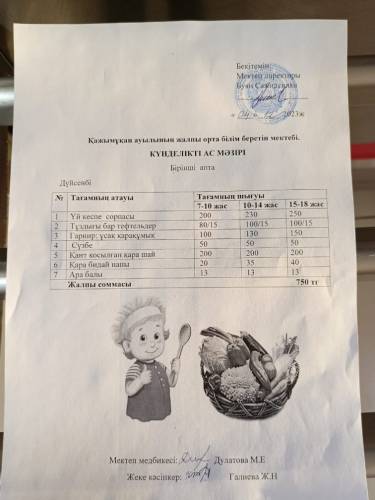 Бекітемін
Мектеп директоры
2023ж
Қажымұқан ауылының жалпы орта білім беретін мектебі.
КҮНДЕЛІКТІ АС МӘЗІРІ
Бірінші апта
Дүйсенбі
№ Тағамның атауы Тағамның шығуы
7-10 жас 10-14 жас 15-18 жас
1 Үй кеспе сорпасы 200 230 250
2 Тұздығы бар тефтельдер 80/15 100/15 100/15
3 Гарнир: ұсақ қарақұмық 100 130 150
4 Сүзбе 50 50 50
5 Қант қосылған қара шай 200 200 200
6 Қара бидай наны 20 35 40
7 Ара балы 13 13 13
Жалпы соммасы 750 тг
Мектеп медбикесі: Дулатова М.Е
Жеке кәсіпкер: Галиева Ж.Н